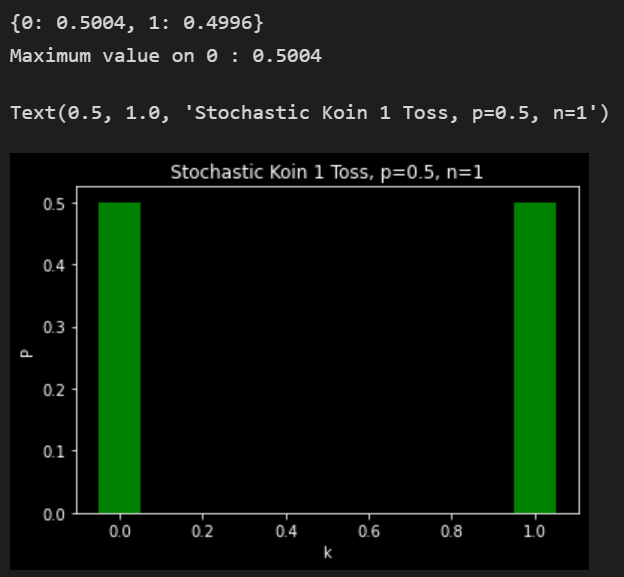 {0: 0.5004, 1: 0.4996}
Maximum value on 0 : 0.5004
Text(0.5, 1.0, 'Stochastic Koin 1 Toss, p=0.5, n=1')
Stochastic Koin 1 Toss, p=0.5, n=1
0.5
0.4
0.3
0.2
0.1
0.0
P
0.0 0.2 0.4 0.6 0.8 1.0
k